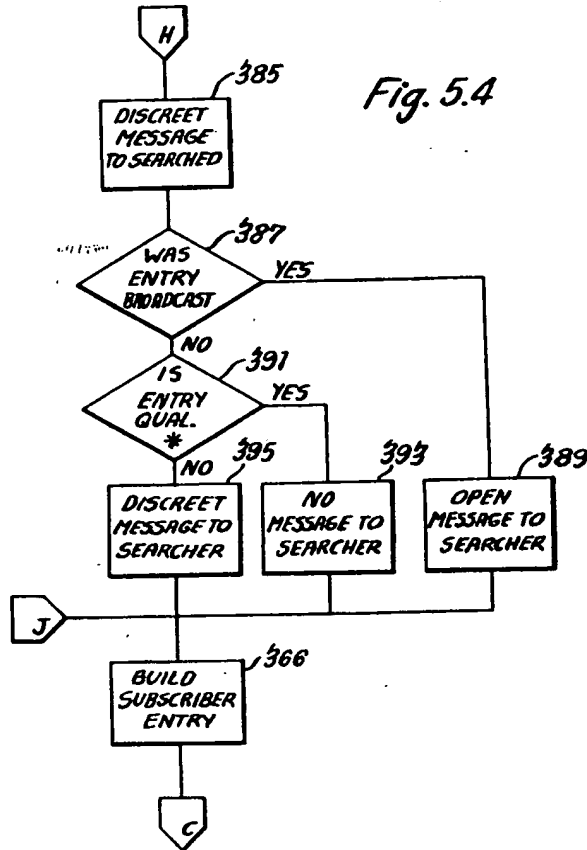 H
385
Fig. 5.4
DISCREET
MESSAGE
TO SEARCHED
387
WAS
ENTRY
BROADCAST
YES
NO
391
IS
ENTRY
QUAL.
*
YES
NO
395
DISCREET
MESSAGE TO
SEARCHER
393
NO
MESSAGE TO
SEARCHER
389
OPEN
MESSAGE TO
SEARCHER
J
366
BUILD
SUBSCRIBER
ENTRY
C